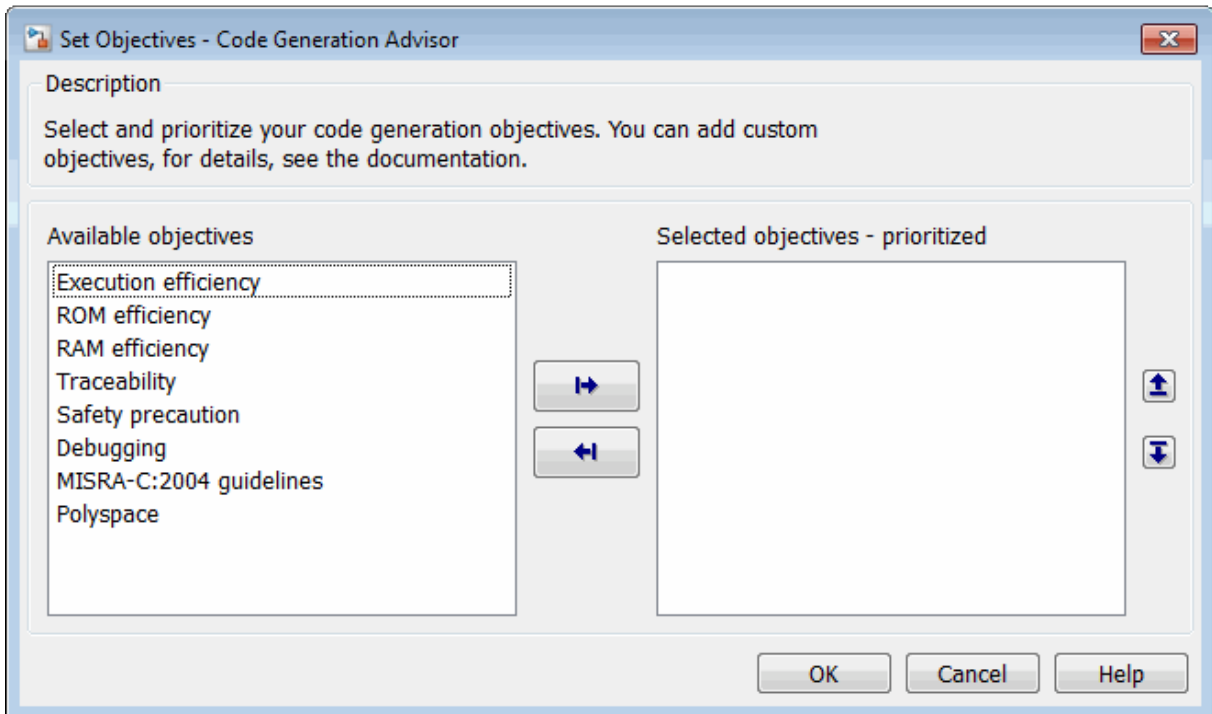 Set Objectives - Code Generation Advisor
Description
Select and prioritize your code generation objectives. You can add custom
objectives, for details, see the documentation.
Available objectives
Selected objectives - prioritized
Execution efficiency
ROM efficiency
RAM efficiency
Traceability
Safety precaution
Debugging
MISRA-C:2004 guidelines
Polyspace
OK
Cancel
Help